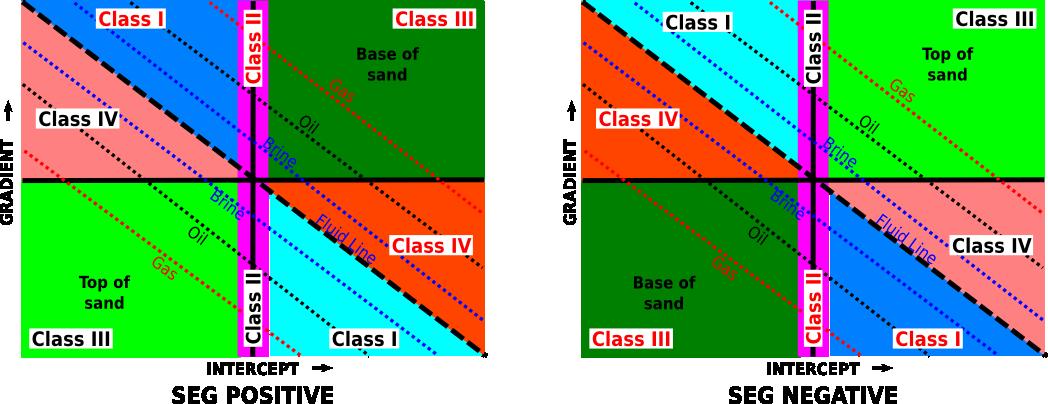 Class I
Class II
Class III
Base of
sand
Gas
Class IV
Oil
Brine
Brine
Fluid Line
Oil
Class IV
Gas
Top of
sand
Class II
Class III
Class I
GRADIENT
INTERCEPT
SEG POSITIVE
Class I
Class II
Class III
Top of
sand
Gas
Class IV
Oil
Brine
Brine
Fluid Line
Oil
Class IV
Gas
Base of
sand
Class II
Class III
Class I
GRADIENT
INTERCEPT
SEG NEGATIVE